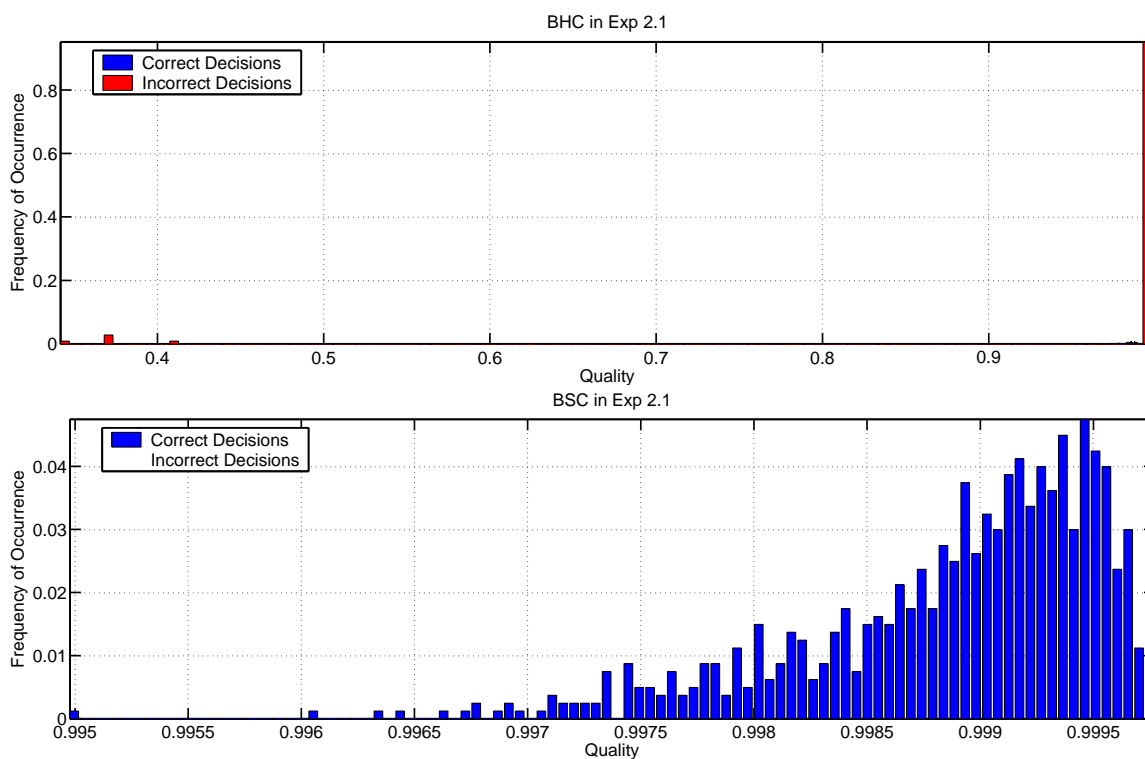 BHC in Exp 2.1
Correct Decisions
Incorrect Decisions
0.8
0.6
0.4
0.2
0
Frequency of Occurrence
0.4 0.5 0.6 0.7 0.8 0.9
Quality
BSC in Exp 2.1
Correct Decisions
Incorrect Decisions
0.04
0.03
0.02
0.01
0
Frequency of Occurrence
0.995 0.9955 0.996 0.9965 0.997 0.9975 0.998 0.9985 0.999 0.9995
Quality